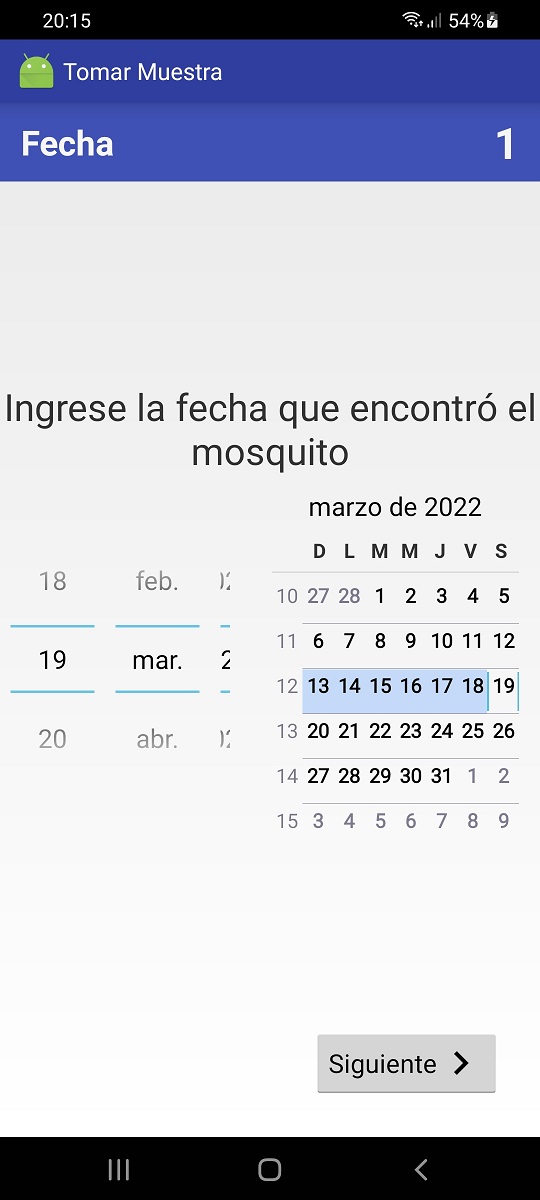 20:15
54%
Tomar Muestra
Fecha 1
Ingrese la fecha que encontró el
mosquito
marzo de 2022
D L M M J V S
10 27 28 1 2 3 4 5
11 6 7 8 9 10 11 12
12 13 14 15 16 17 18 19
13 20 21 22 23 24 25 26
14 27 28 29 30 31 1 2
15 3 4 5 6 7 8 9
18 feb.
19 mar. 2
20 abr.
Siguiente